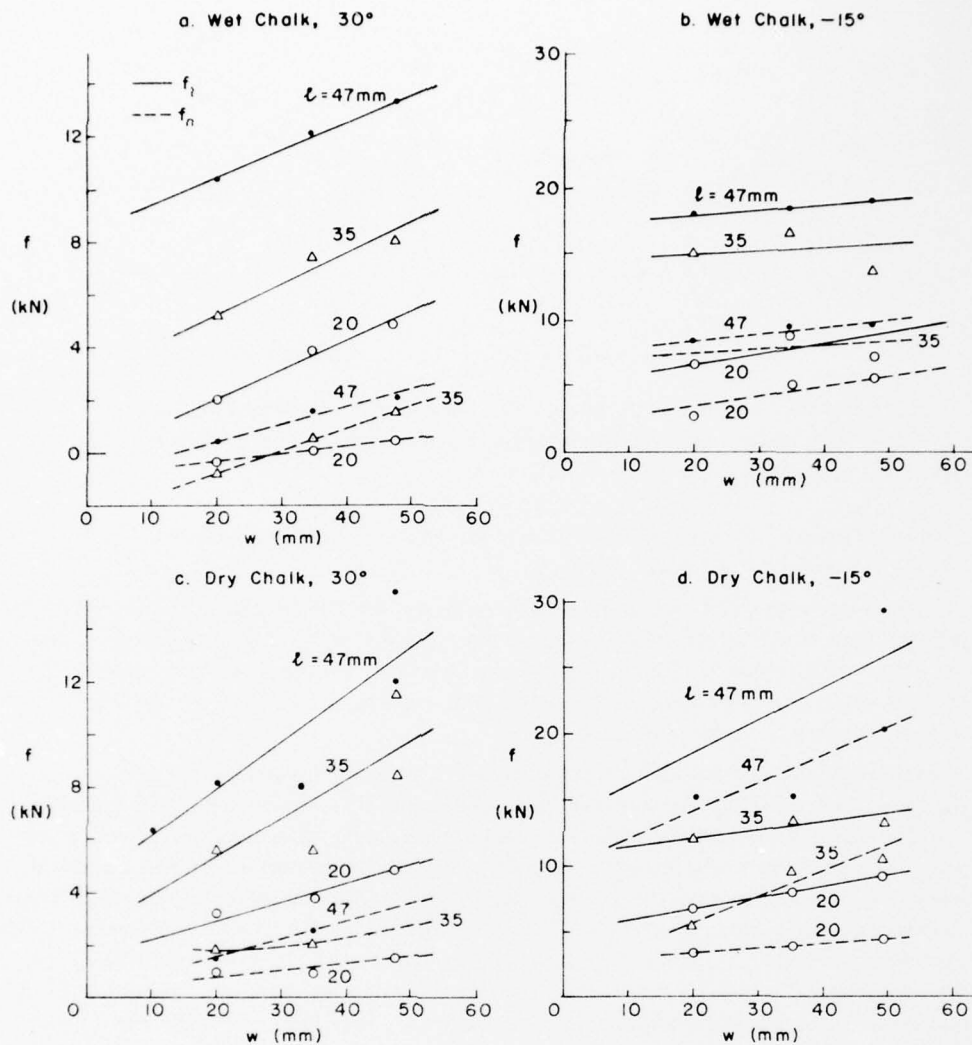 a. Wet Chalk, 30°
f_l
f_n
f
(kN)
12
8
4
0
ℓ = 47mm
35
20
47
35
20
0 10 20 30 40 50 60
w (mm)
b. Wet Chalk, -15°
f
(kN)
30
20
10
0
ℓ = 47mm
35
47
35
20
20
0 10 20 30 40 50 60
w (mm)
c. Dry Chalk, 30°
f
(kN)
12
8
4
0
ℓ = 47mm
35
20
47
35
20
0 10 20 30 40 50 60
w (mm)
d. Dry Chalk, -15°
f
(kN)
30
20
10
0
ℓ = 47mm
47
35
35
20
20
0 10 20 30 40 50 60
w (mm)